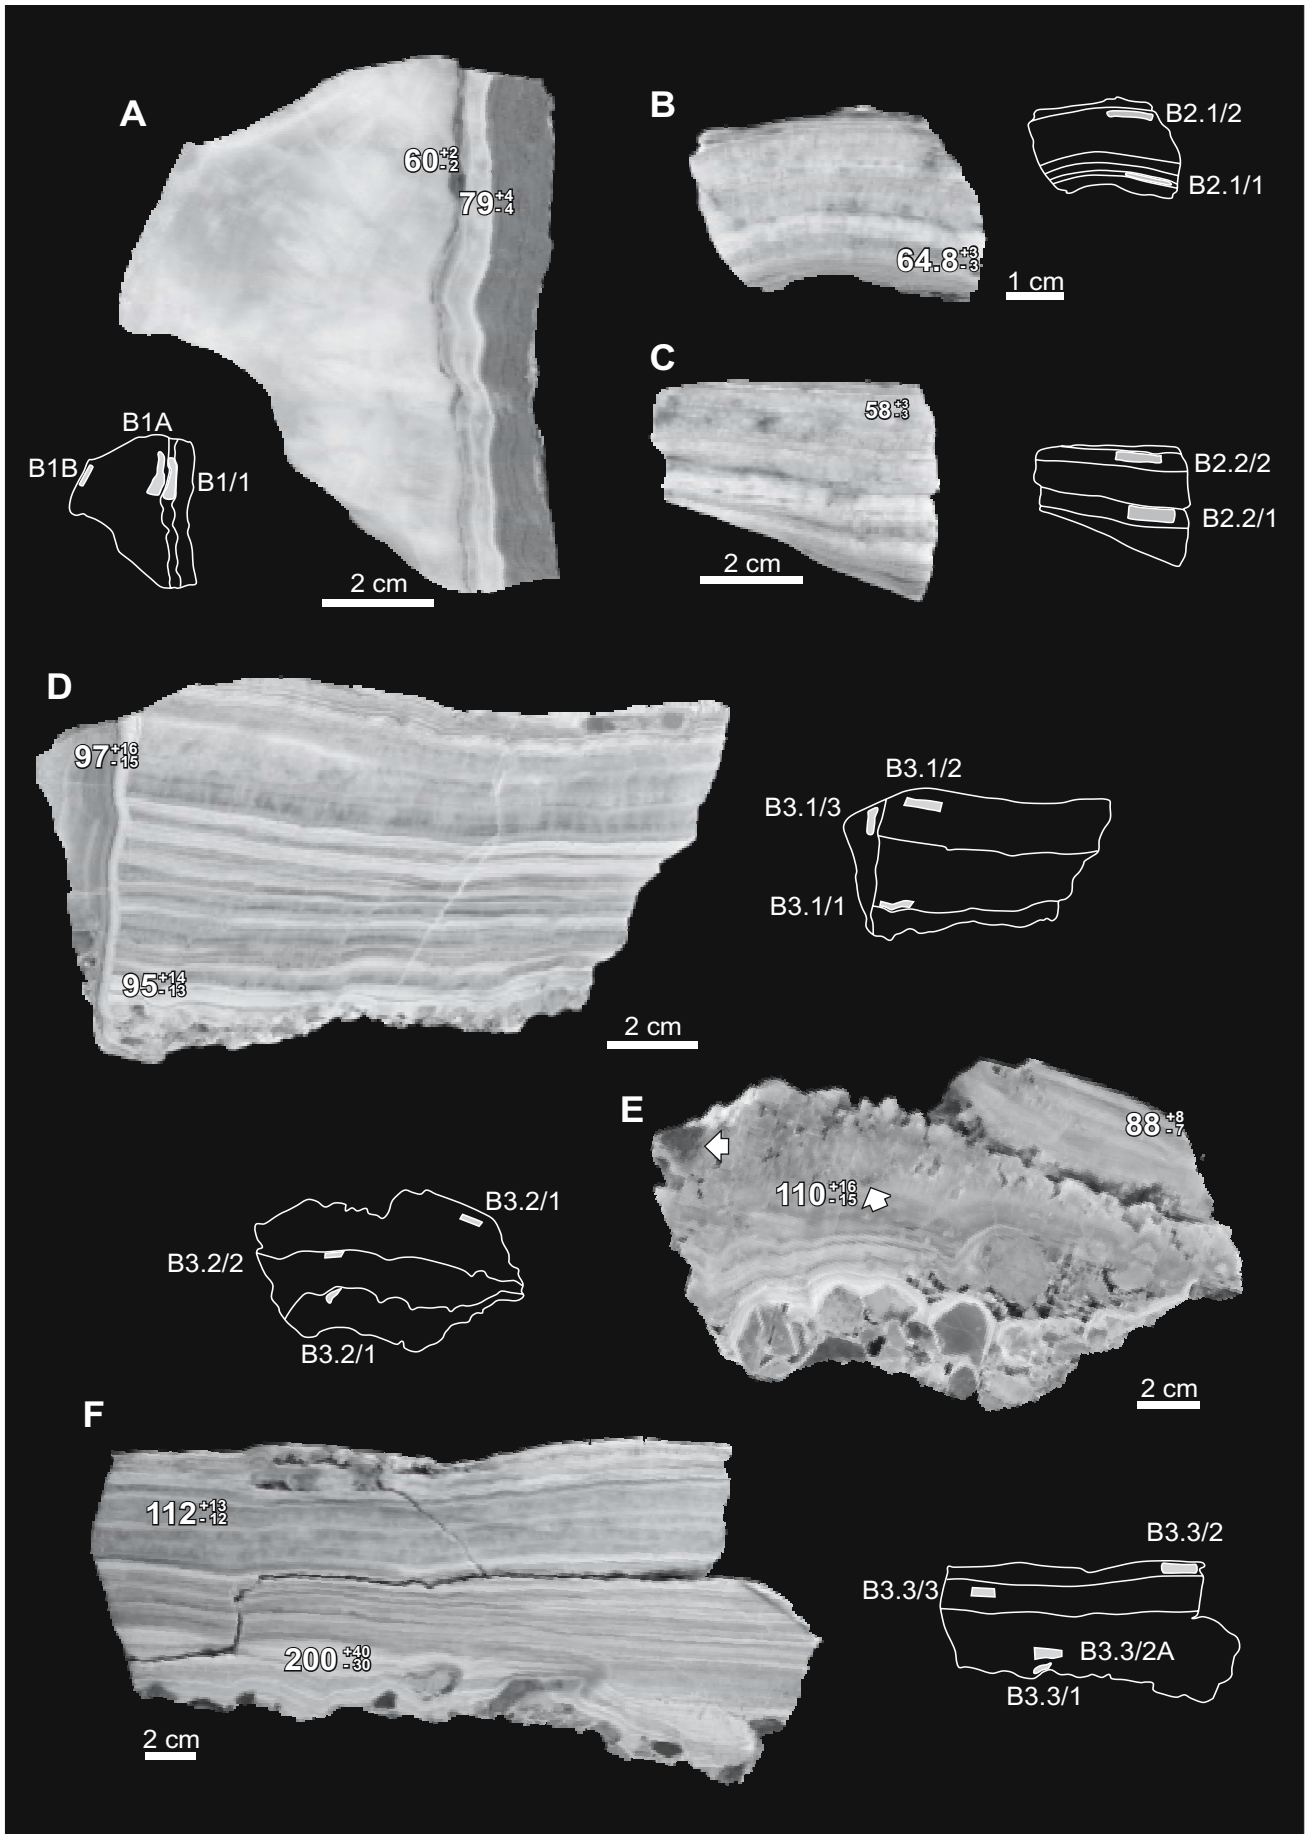 A
60 +2 -2
79 +4 -4
B1A
B1B
B1/1
2 cm
B
64.8 +3 -3
1 cm
B2.1/2
B2.1/1
C
58 +3 -3
2 cm
B2.2/2
B2.2/1
D
97 +16 -15
95 +14 -13
2 cm
B3.1/2
B3.1/3
B3.1/1
E
88 +8 -7
110 +16 -15
2 cm
B3.2/1
B3.2/2
B3.2/1
F
112 +13 -12
200 +40 -30
2 cm
B3.3/2
B3.3/3
B3.3/2A
B3.3/1